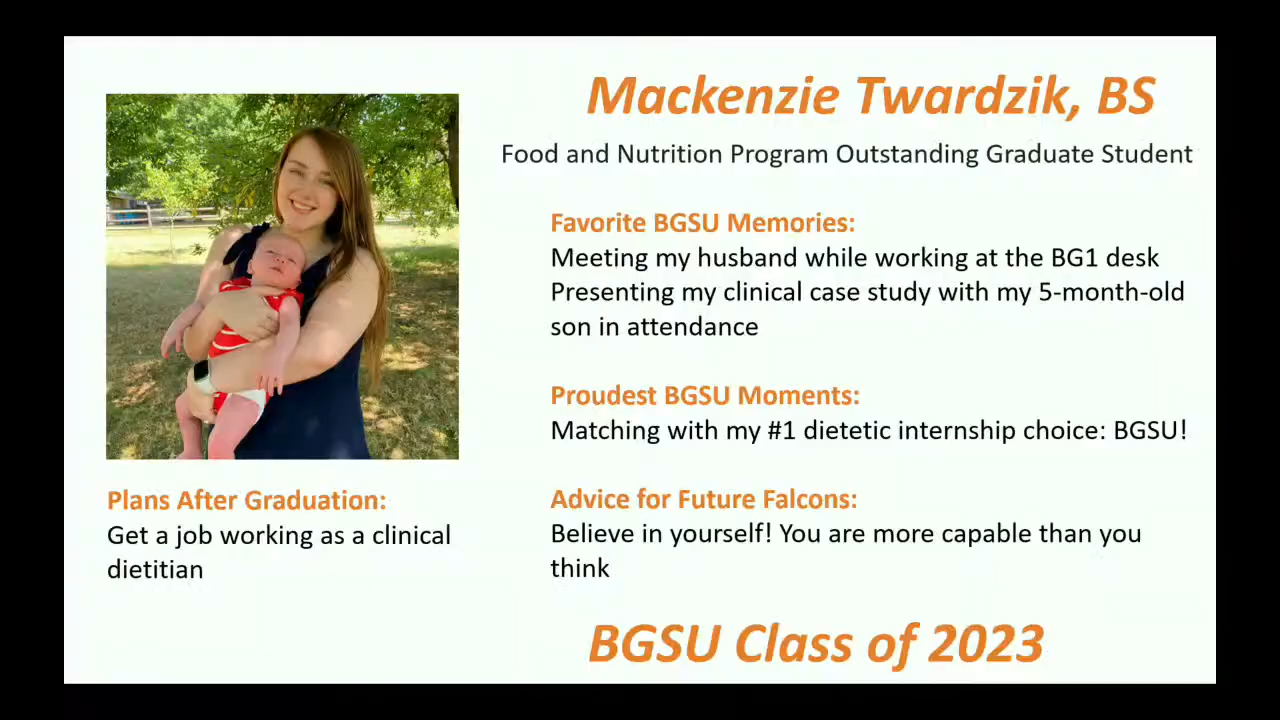 Mackenzie Twardzik, BS
Food and Nutrition Program Outstanding Graduate Student
Favorite BGSU Memories:
Meeting my husband while working at the BG1 desk
Presenting my clinical case study with my 5-month-old
son in attendance
Proudest BGSU Moments:
Matching with my #1 dietetic internship choice: BGSU!
Plans After Graduation:
Get a job working as a clinical
dietitian
Advice for Future Falcons:
Believe in yourself! You are more capable than you
think
BGSU Class of 2023